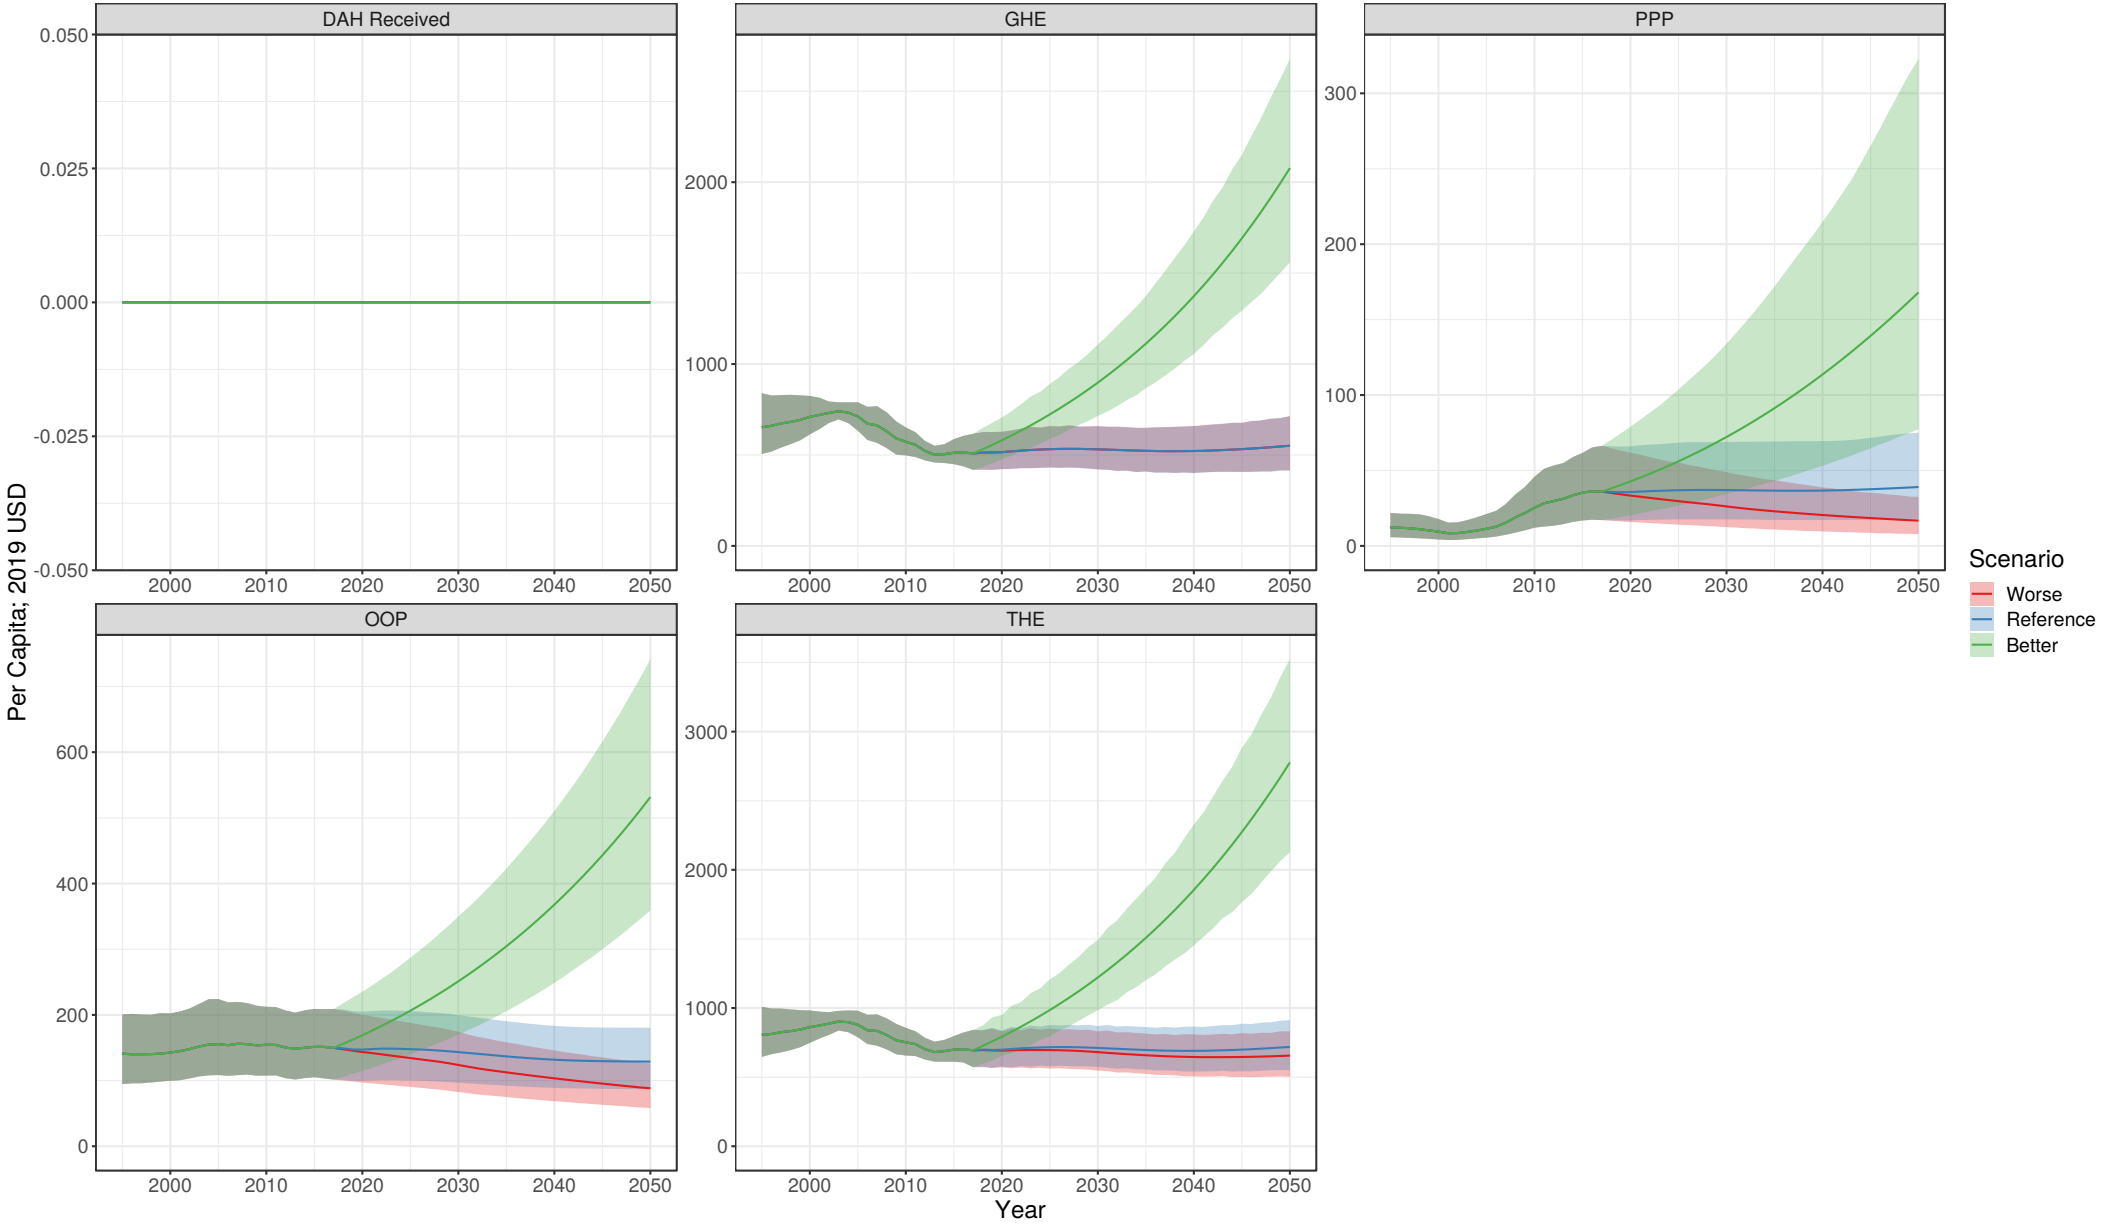 DAH Received
GHE
PPP
0.050
0.025
0.000
-0.025
-0.050
2000
1000
0
300
200
100
0
2000 2010 2020 2030 2040 2050
2000 2010 2020 2030 2040 2050
2000 2010 2020 2030 2040 2050
Per Capita; 2019 USD
OOP
THE
600
400
200
0
3000
2000
1000
0
2000 2010 2020 2030 2040 2050
2000 2010 2020 2030 2040 2050
Year
Scenario
Worse
Reference
Better